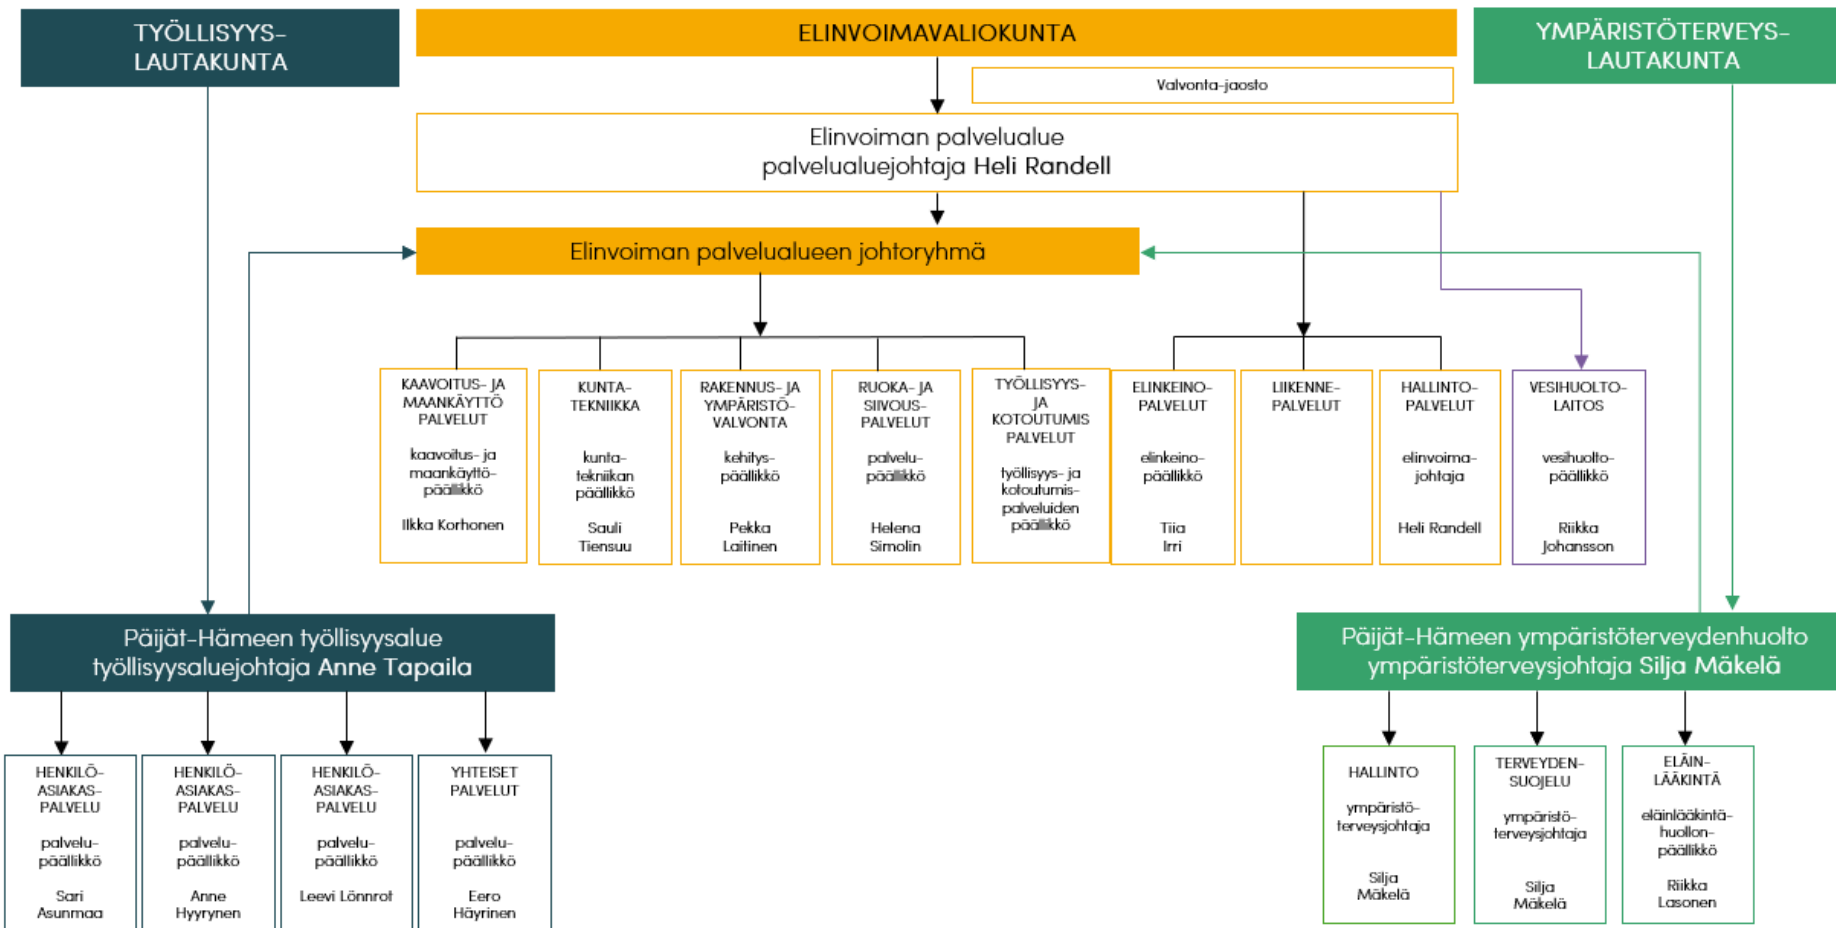 TYÖLLISYYS-
LAUTAKUNTA
ELINVOIMAVALIOKUNTA
YMPÄRISTÖTERVEYS-
LAUTAKUNTA
Valvonta-jaosto
Elinvoiman palvelualue
palvelualuejohtaja Heli Randell
Elinvoiman palvelualueen johtoryhmä
KAAVOITUS- JA
MAANKÄYTTÖ
PALVELUT
kaavoitus- ja
maankäyttö-
päällikkö
Ilkka Korhonen
KUNTA-
TEKNIIKKA
kunta-
tekniikan
päällikkö
Sauli
Tiensuu
RAKENNUS- JA
YMPÄRISTÖ-
VALVONTA
kehitys-
päällikkö
Pekka
Laitinen
RUOKA- JA
SIIVOUS-
PALVELUT
palvelu-
päällikkö
Helena
Simolin
TYÖLLISYYS-
JA
KOTOUTUMIS
PALVELUT
työllisyys- ja
kotoutumis-
palveluiden
päällikkö
ELINKEINO-
PALVELUT
elinkeino-
päällikkö
Tiia
Irri
LIIKENNE-
PALVELUT
HALLINTO-
PALVELUT
elinvoima-
johtaja
Heli Randell
VESIHUOLTO-
LAITOS
vesihuolto-
päällikkö
Riikka
Johansson
Päijät-Hämeen työllisyysalue
työllisyysaluejohtaja Anne Tapaila
Päijät-Hämeen ympäristöterveydenhuolto
ympäristöterveysjohtaja Silja Mäkelä
HENKILÖ-
ASIAKAS-
PALVELU
palvelu-
päällikkö
Sari
Asunmaa
HENKILÖ-
ASIAKAS-
PALVELU
palvelu-
päällikkö
Anne
Hyyrynen
HENKILÖ-
ASIAKAS-
PALVELU
palvelu-
päällikkö
Leevi Lönnrot
YHTEISET
PALVELUT
palvelu-
päällikkö
Eero
Häyrinen
HALLINTO
ympäristö-
terveysjohtaja
Silja
Mäkelä
TERVEYDEN-
SUOJELU
ympäristö-
terveysjohtaja
Silja
Mäkelä
ELÄIN-
LÄÄKINTÄ
eläinlääkintä-
huollon-
päällikkö
Riikka
Lasonen